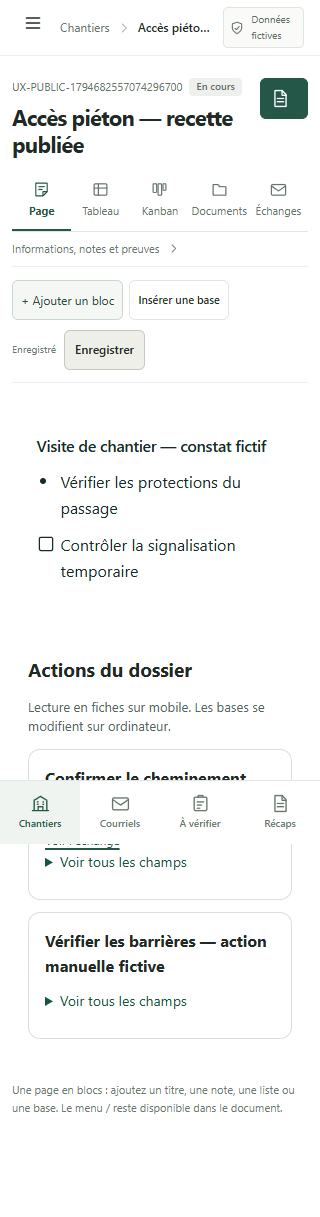 Chantiers > Accès piéto...
Données
fictives
UX-PUBLIC-1794682557074296700
En cours
Accès piéton — recette
publiée
Page
Tableau
Kanban
Documents
Échanges
Informations, notes et preuves
+ Ajouter un bloc
Insérer une base
Enregistré
Enregistrer
Visite de chantier — constat fictif
Vérifier les protections du
passage
Contrôler la signalisation
temporaire
Actions du dossier
Lecture en fiches sur mobile. Les bases se
modifient sur ordinateur.
Confirmer le cheminement
Chantiers
Courriels
À vérifier
Récaps
Voir tous les champs
Vérifier les barrières — action
manuelle fictive
Voir tous les champs
Une page en blocs : ajoutez un titre, une note, une liste ou
une base. Le menu / reste disponible dans le document.